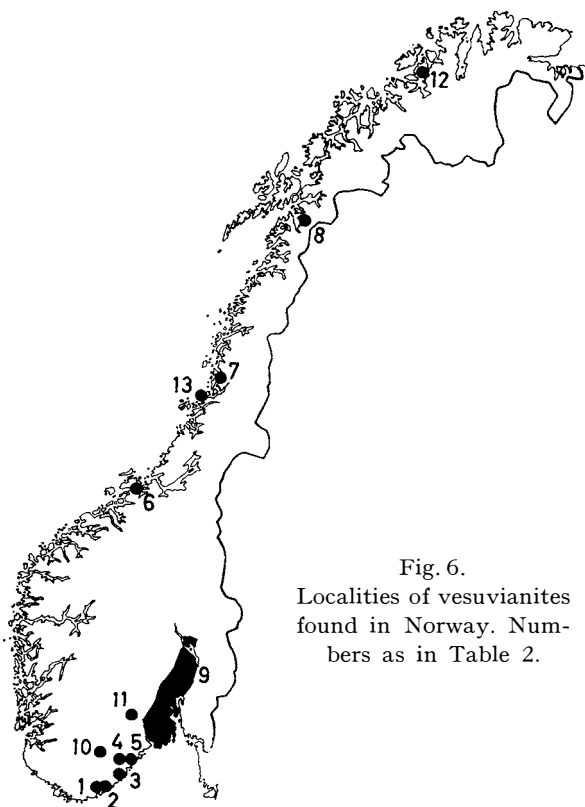 12
8
7
13
6
Fig. 6.
Localities of vesuvianites
found in Norway. Num-
bers as in Table 2.
9
11
10 4 5
3
1 2